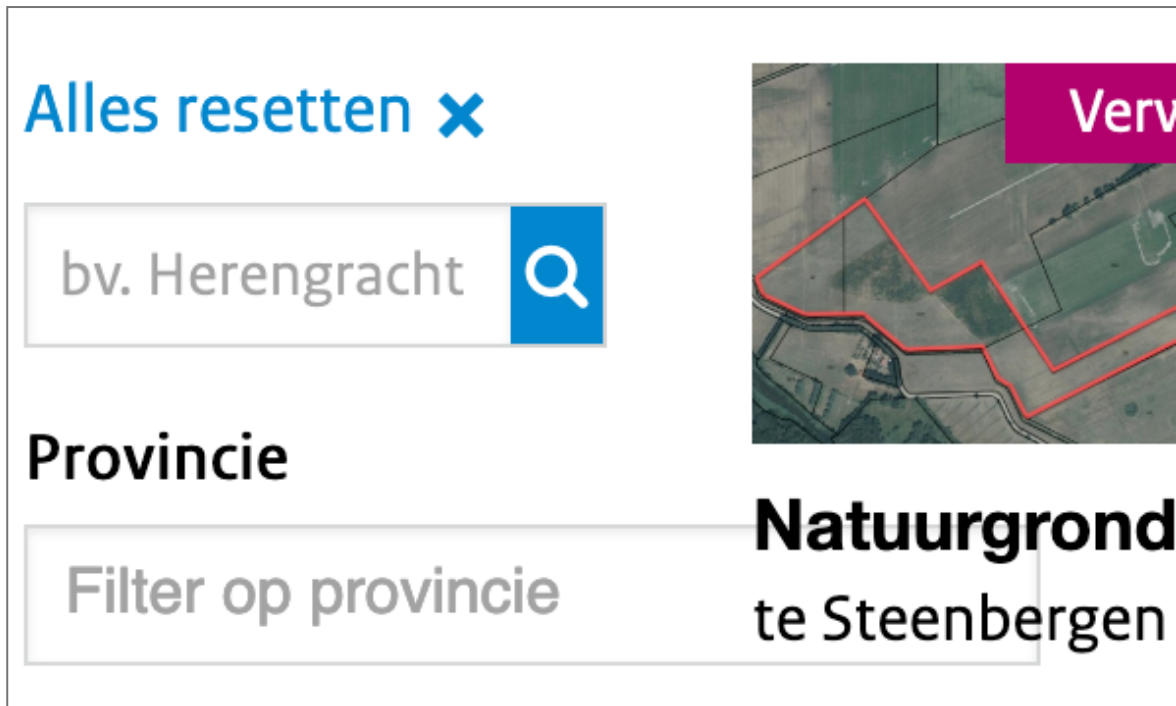 Alles resetten
bv. Herengracht
Provincie
Filter op provincie
Natuurgrond
te Steenbergen